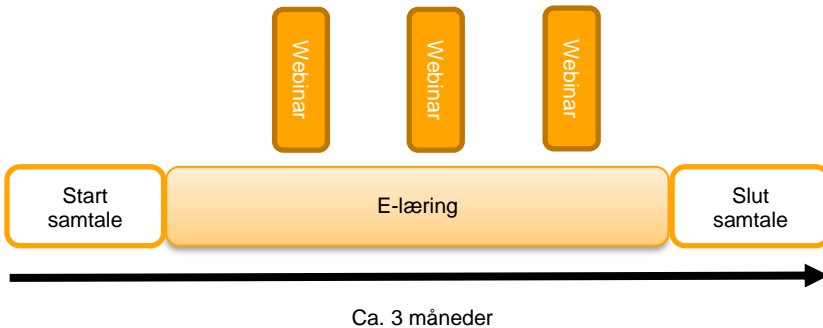 Webinar
Webinar
Webinar
Start
samtale
E-læring
Slut
samtale
Ca. 3 måneder